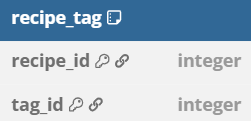 recipe_tag
recipe_id integer
tag_id integer